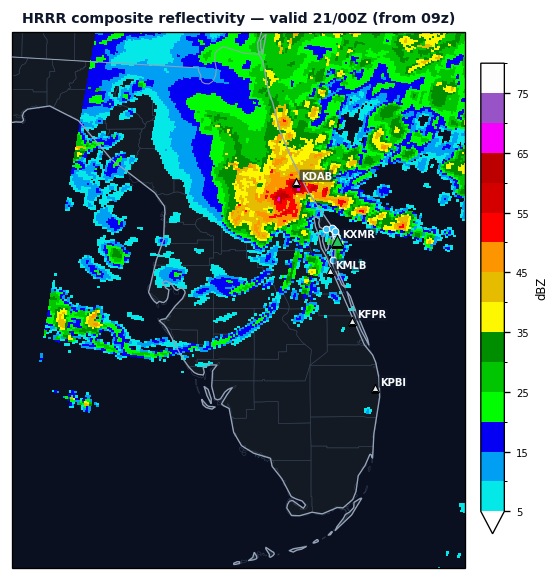 HRRR composite reflectivity — valid 21/00Z (from 09z)
KDAB
KXMR
KMLB
KFPR
KPBI
75
65
55
45
35
25
15
5
dBZ